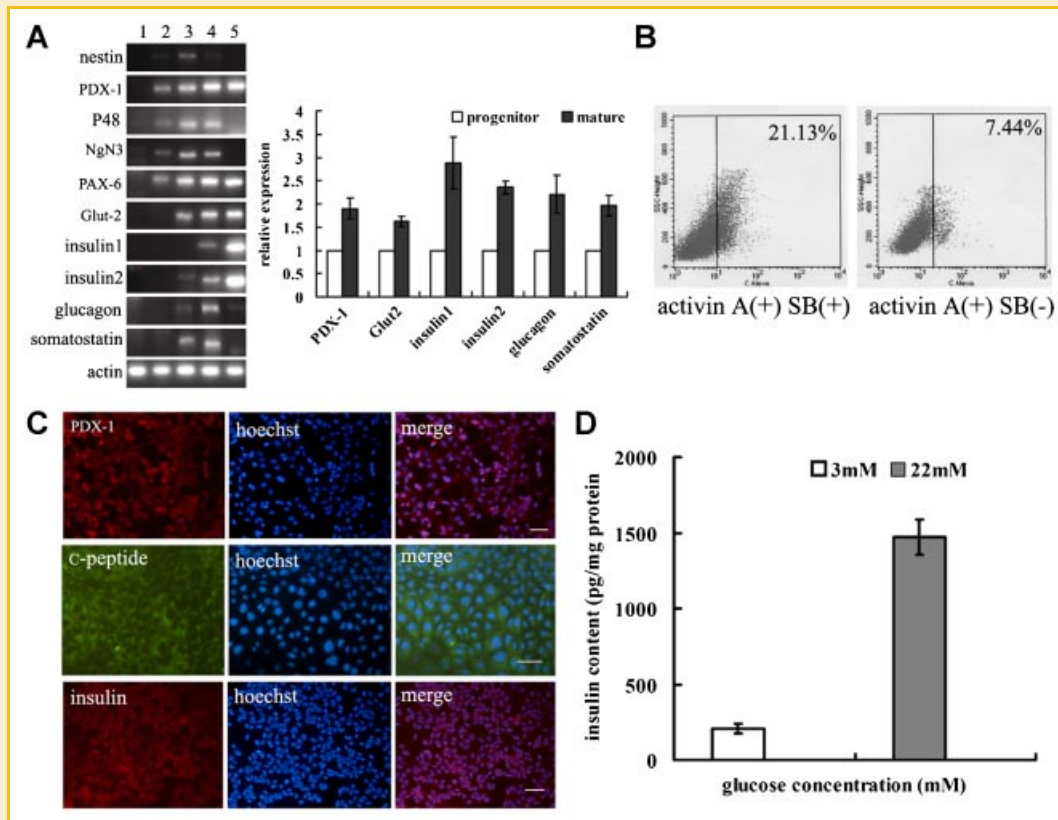 A
1 2 3 4 5
nestin
PDX-1
P48
NgN3
PAX-6
Glut-2
insulin1
insulin2
glucagon
somatostatin
actin
relative expression
progenitor mature
4
3.5
3
2.5
2
1.5
1
0.5
0
PDX-1
Glut2
insulin1
insulin2
glucagon
somatostatin
B
21.13%
activin A(+) SB(+)
7.44%
activin A(+) SB(-)
C
PDX-1 hoechst merge
C-peptide hoechst merge
insulin hoechst merge
D
insulin content (pg/mg protein
3mM 22mM
2000
1500
1000
500
0
glucose concentration (mM)